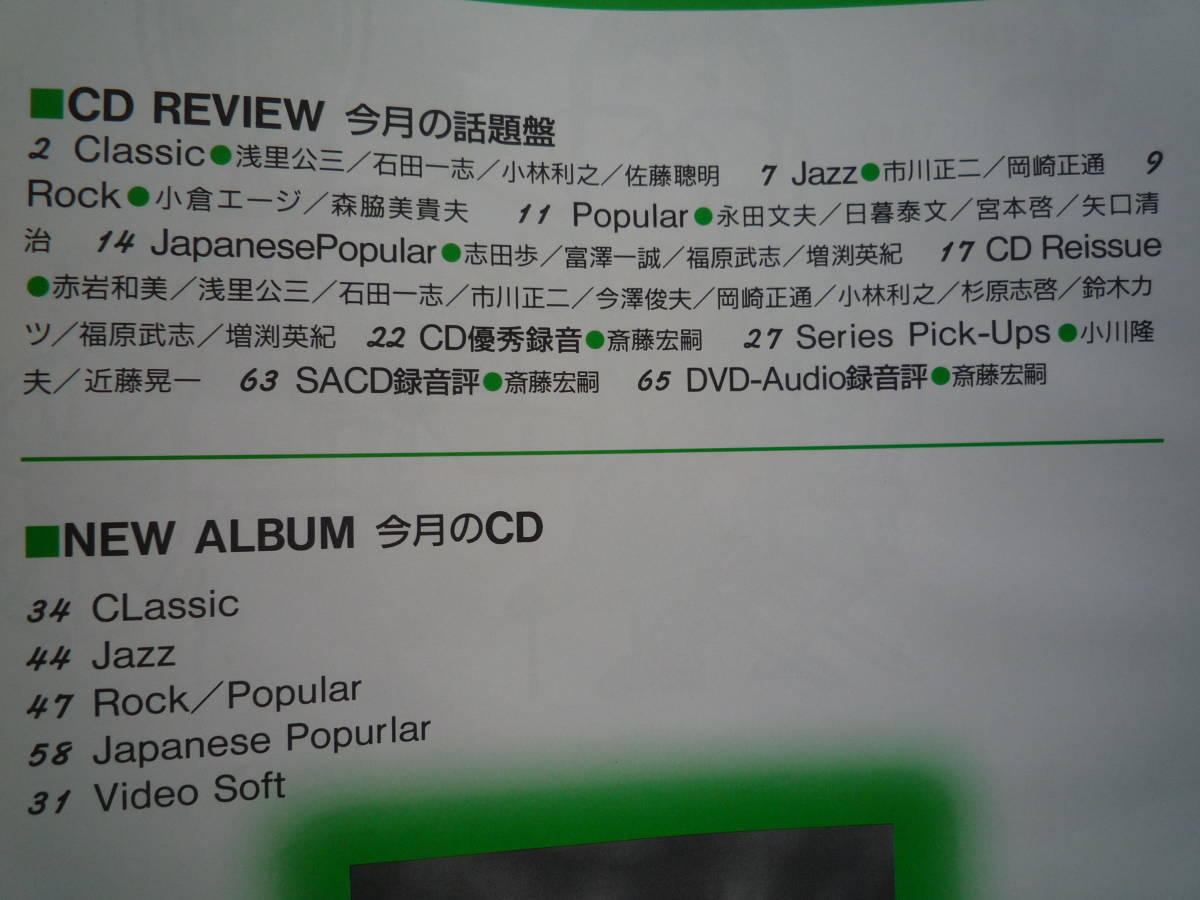 ■CD REVIEW 今月の話題盤
2 Classic●浅里公三／石田一志／小林利之／佐藤聰明 7 Jazz●市川正二／岡崎正通 9
Rock●小倉エージ／森脇美貴夫 11 Popular●永田文夫／日暮泰文／宮本啓／矢口清
治 14 JapanesePopular●志田歩／富澤一誠／福原武志／増渕英紀 17 CD Reissue
●赤岩和美／浅里公三／石田一志／市川正二／今澤俊夫／岡崎正通／小林利之／杉原志啓／鈴木カ
ツ／福原武志／増渕英紀 22 CD優秀録音●斎藤宏嗣 27 Series Pick-Ups●小川隆
夫／近藤晃一 63 SACD録音評●斎藤宏嗣 65 DVD-Audio録音評●斎藤宏嗣
■NEW ALBUM 今月のCD
34 CLassic
44 Jazz
47 Rock／Popular
58 Japanese Popurlar
31 Video Soft